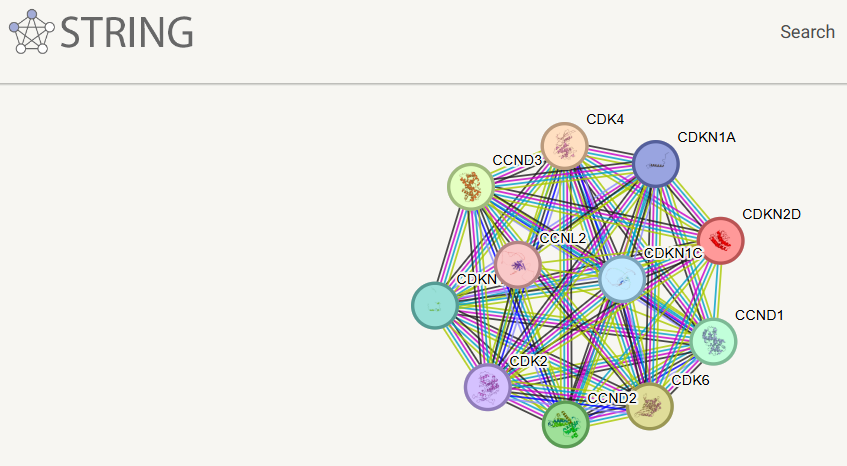 STRING
Search
CDK4
CDKN1A
CCND3
CDKN2D
CCNL2
CDKN1C
CDKN
CCND1
CDK2
CDK6
CCND2